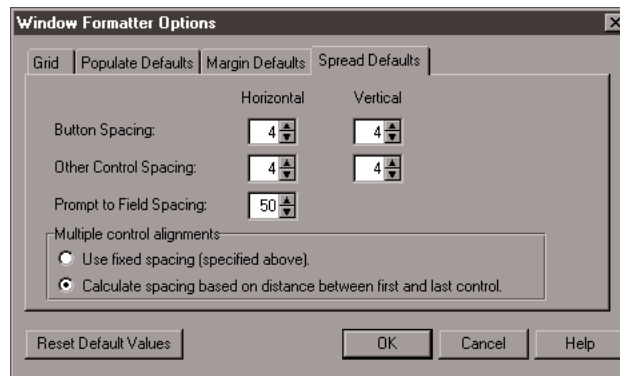 Window Formatter Options
Grid Populate Defaults Margin Defaults Spread Defaults
Horizontal Vertical
Button Spacing: 4 4
Other Control Spacing: 4 4
Prompt to Field Spacing: 50
Multiple control alignments
Use fixed spacing (specified above).
Calculate spacing based on distance between first and last control.
Reset Default Values OK Cancel Help